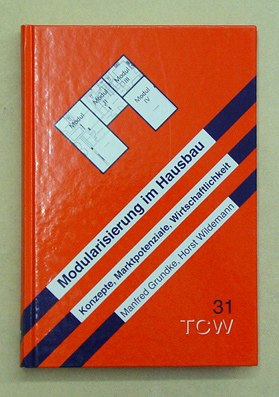 Modul
I
Modul
II
Modul
III
Modul
IV
Modularisierung im Hausbau
Konzepte, Marktpotenziale, Wirtschaftlichkeit
Manfred Grundke, Horst Wildemann
31
TCW